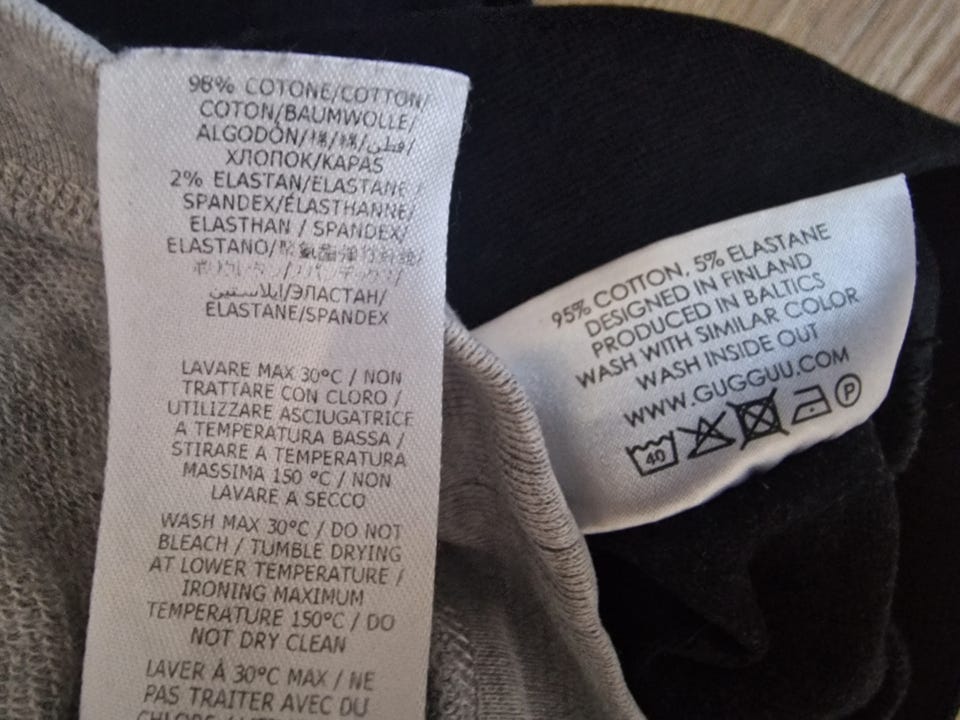 98% COTONE/COTTON/
COTON/BAUMWOLLE/
ALGODÓN/棉/棉/قطن/
ХЛОПОК/KAPAS
2% ELASTAN/ELASTANE /
SPANDEX/ÉLASTHANNE/
ELASTHAN / SPANDEX/
ELASTANO/
إيلاستين/ЭЛАСТАН/
ELASTANE/SPANDEX
LAVARE MAX 30°C / NON
TRATTARE CON CLORO /
UTILIZZARE ASCIUGATRICE
A TEMPERATURA BASSA /
STIRARE A TEMPERATURA
MASSIMA 150 °C / NON
LAVARE A SECCO
WASH MAX 30°C / DO NOT
BLEACH / TUMBLE DRYING
AT LOWER TEMPERATURE /
IRONING MAXIMUM
TEMPERATURE 150°C / DO
NOT DRY CLEAN
LAVER À 30°C MAX / NE
PAS TRAITER AVEC DU
95% COTTON, 5% ELASTANE
DESIGNED IN FINLAND
PRODUCED IN BALTICS
WASH WITH SIMILAR COLOR
WASH INSIDE OUT
WWW.GUGGUU.COM
40 P